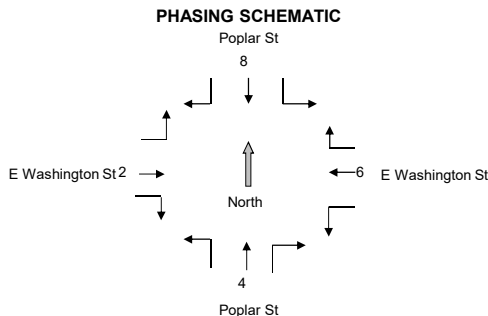 PHASING SCHEMATIC
Poplar St
8
E Washington St 2
6 E Washington St
North
4
Poplar St